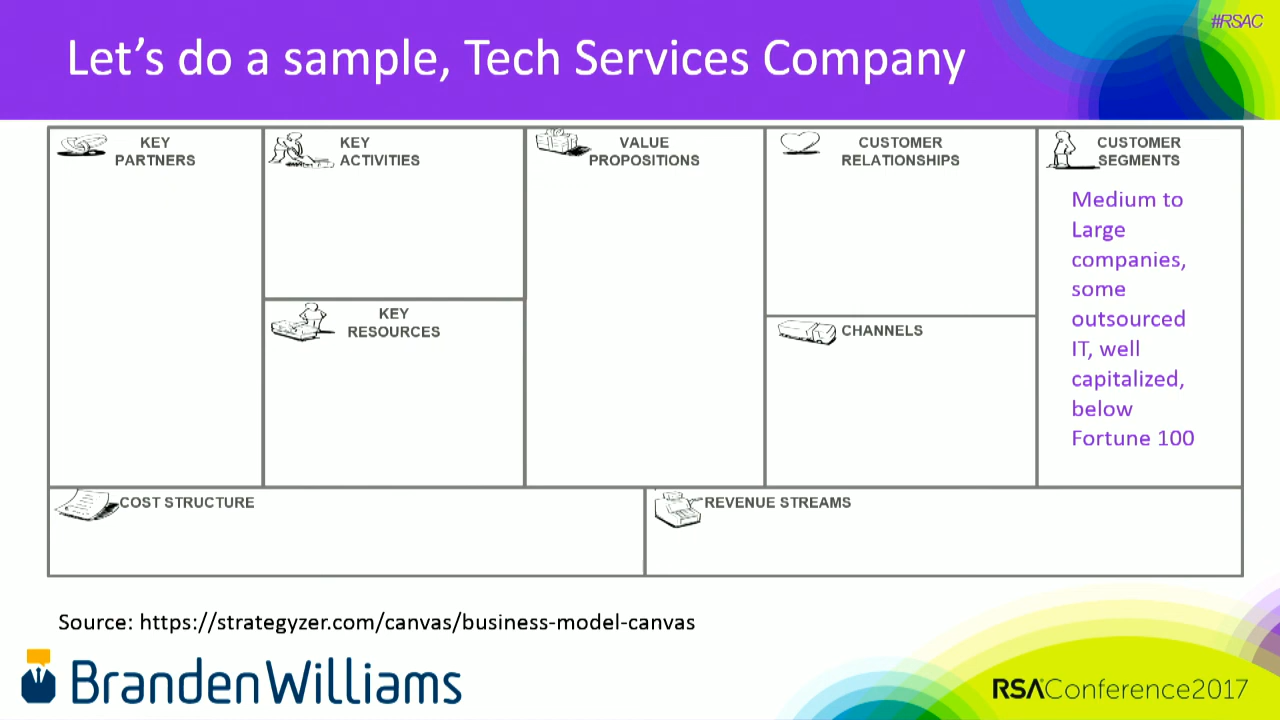 #RSAC
Let's do a sample, Tech Services Company
KEY
PARTNERS
KEY
ACTIVITIES
KEY
RESOURCES
VALUE
PROPOSITIONS
CUSTOMER
RELATIONSHIPS
CHANNELS
CUSTOMER
SEGMENTS
Medium to
Large
companies,
some
outsourced
IT, well
capitalized,
below
Fortune 100
COST STRUCTURE
REVENUE STREAMS
Source: https://strategyzer.com/canvas/business-model-canvas
BrandenWilliams
RSAConference2017